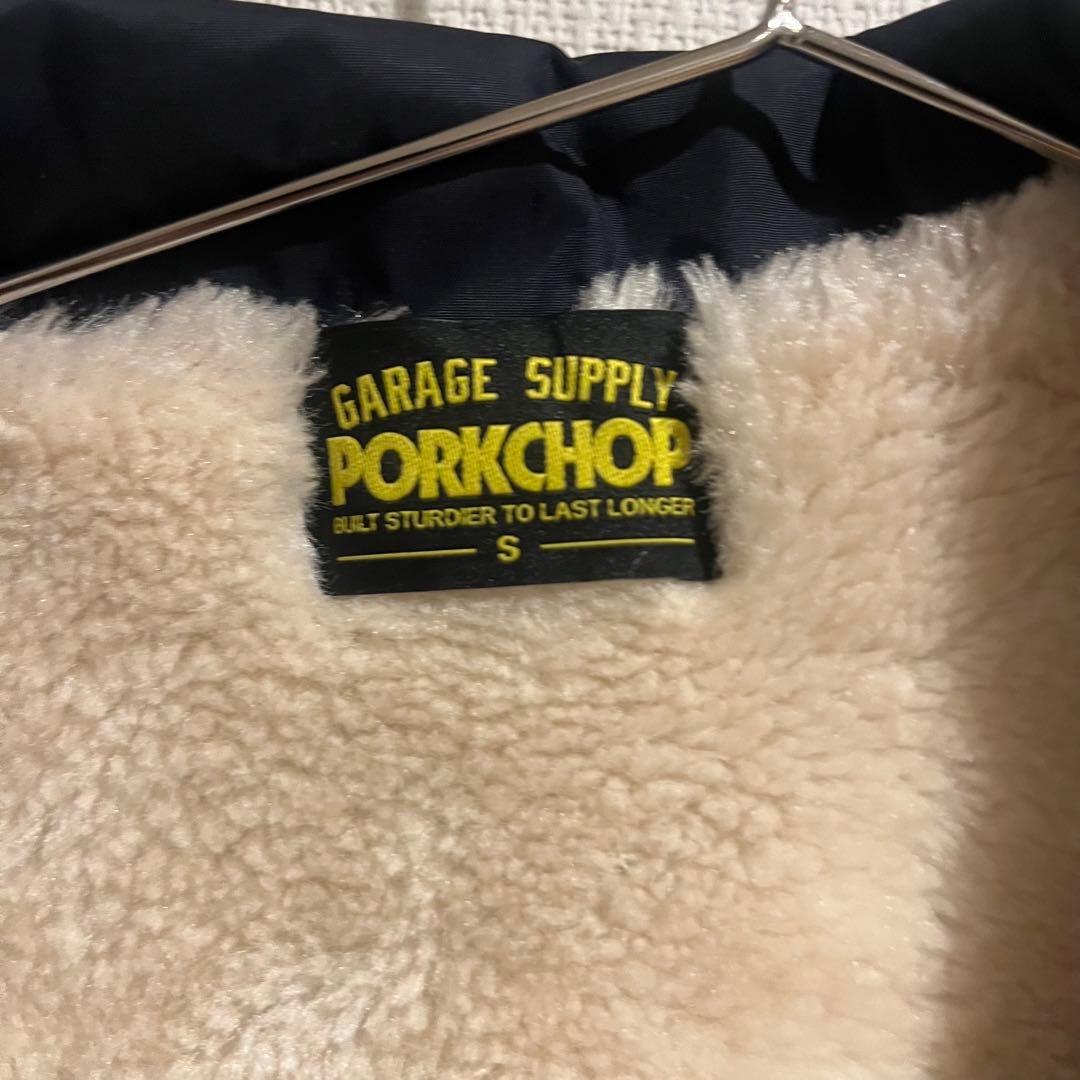 GARAGE SUPPLY
PORKCHOP
BUILT STURDIER TO LAST LONGER
S